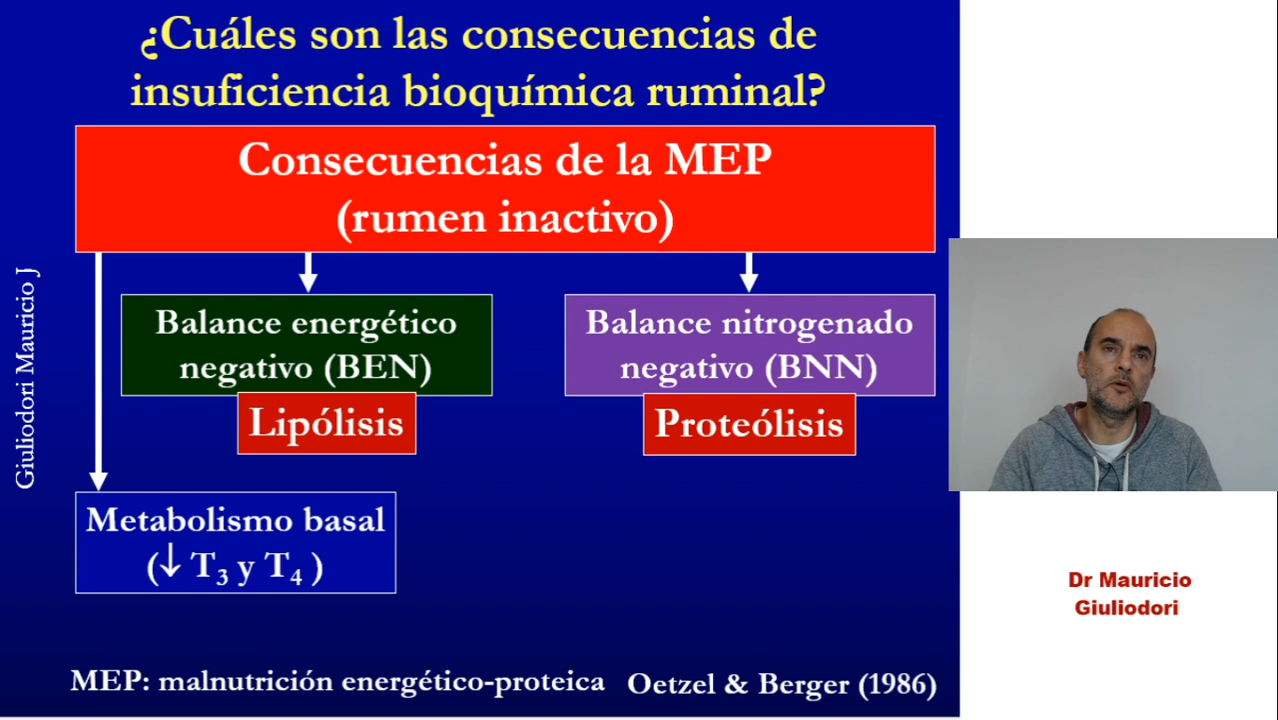 ¿Cuáles son las consecuencias de
insuficiencia bioquímica ruminal?
Consecuencias de la MEP
(rumen inactivo)
Balance energético
negativo (BEN)
Lipólisis
Balance nitrogenado
negativo (BNN)
Proteólisis
Metabolismo basal
(↓ T₃ y T₄ )
MEP: malnutrición energético-proteica
Oetzel & Berger (1986)
Giuliodori Mauricio J
Dr Mauricio
Giuliodori